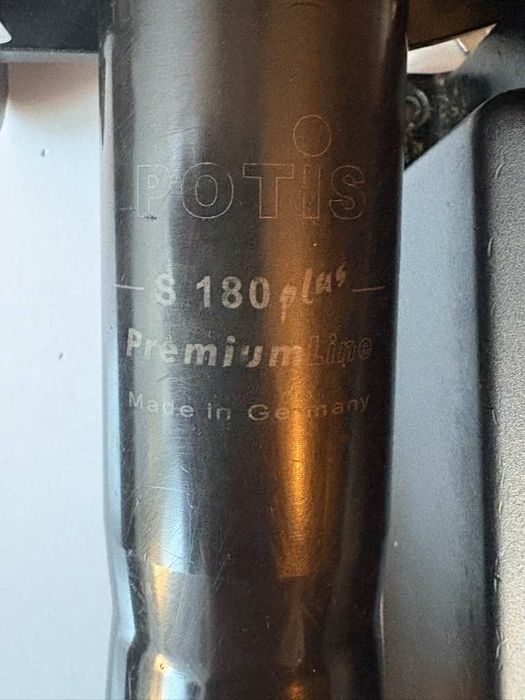 POTIS
S 180 plus
PremiumLine
Made in Germany